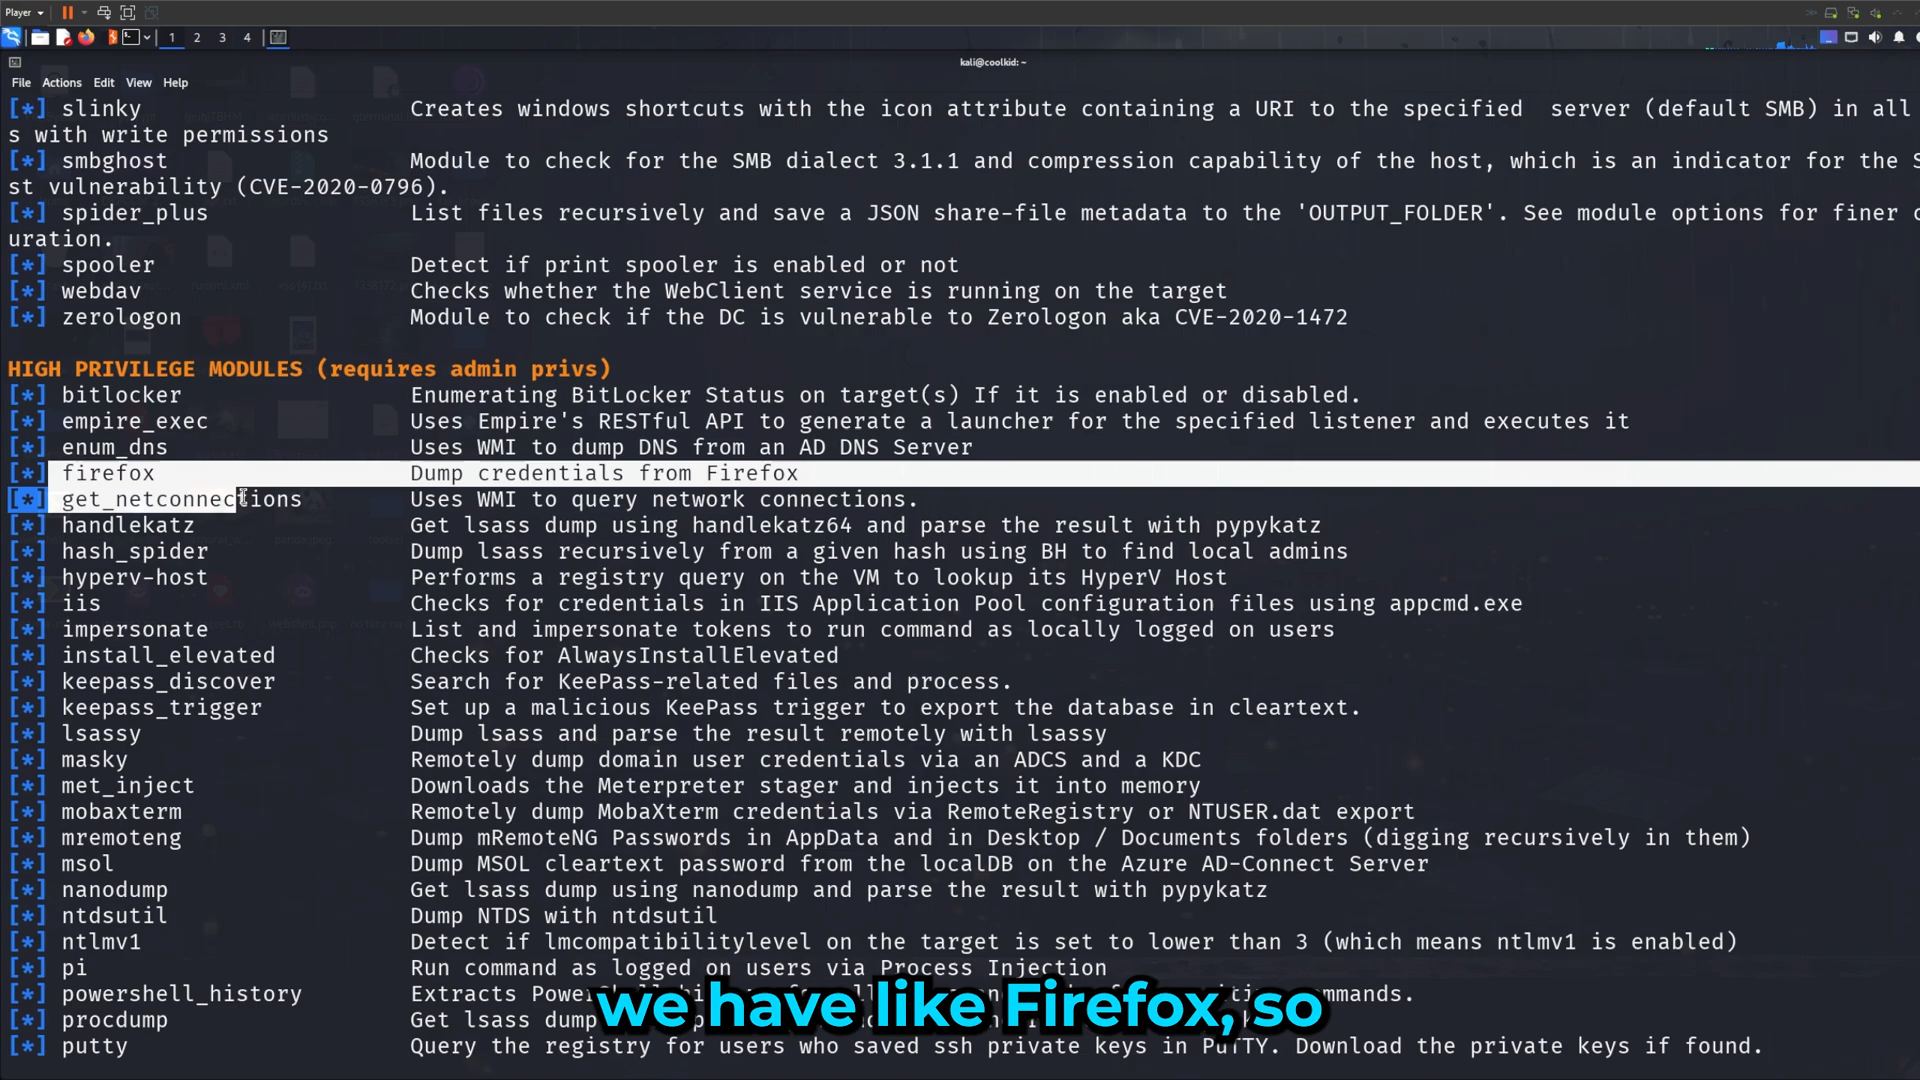 Player
1 2 3 4
kali@coolkid: ~
File Actions Edit View Help
[*] slinky Creates windows shortcuts with the icon attribute containing a URI to the specified server (default SMB) in all
s with write permissions
[*] smbghost Module to check for the SMB dialect 3.1.1 and compression capability of the host, which is an indicator for the S
st vulnerability (CVE-2020-0796).
[*] spider_plus List files recursively and save a JSON share-file metadata to the 'OUTPUT_FOLDER'. See module options for finer c
uration.
[*] spooler Detect if print spooler is enabled or not
[*] webdav Checks whether the WebClient service is running on the target
[*] zerologon Module to check if the DC is vulnerable to Zerologon aka CVE-2020-1472
HIGH PRIVILEGE MODULES (requires admin privs)
[*] bitlocker Enumerating BitLocker Status on target(s) If it is enabled or disabled.
[*] empire_exec Uses Empire's RESTful API to generate a launcher for the specified listener and executes it
[*] enum_dns Uses WMI to dump DNS from an AD DNS Server
[*] firefox Dump credentials from Firefox
[*] get_netconnections Uses WMI to query network connections.
[*] handlekatz Get lsass dump using handlekatz64 and parse the result with pypykatz
[*] hash_spider Dump lsass recursively from a given hash using BH to find local admins
[*] hyperv-host Performs a registry query on the VM to lookup its HyperV Host
[*] iis Checks for credentials in IIS Application Pool configuration files using appcmd.exe
[*] impersonate List and impersonate tokens to run command as locally logged on users
[*] install_elevated Checks for AlwaysInstallElevated
[*] keepass_discover Search for KeePass-related files and process.
[*] keepass_trigger Set up a malicious KeePass trigger to export the database in cleartext.
[*] lsassy Dump lsass and parse the result remotely with lsassy
[*] masky Remotely dump domain user credentials via an ADCS and a KDC
[*] met_inject Downloads the Meterpreter stager and injects it into memory
[*] mobaxterm Remotely dump MobaXterm credentials via RemoteRegistry or NTUSER.dat export
[*] mremoteng Dump mRemoteNG Passwords in AppData and in Desktop / Documents folders (digging recursively in them)
[*] msol Dump MSOL cleartext password from the localDB on the Azure AD-Connect Server
[*] nanodump Get lsass dump using nanodump and parse the result with pypykatz
[*] ntdsutil Dump NTDS with ntdsutil
[*] ntlmv1 Detect if lmcompatibilitylevel on the target is set to lower than 3 (which means ntlmv1 is enabled)
[*] pi Run command as logged on users via Process Injection
[*] powershell_history Extracts mmands.
we have like Firefox, so
[*] procdump Get lsass dump
[*] putty Query the registry for users who saved ssh private keys in PuTTY. Download the private keys if found.